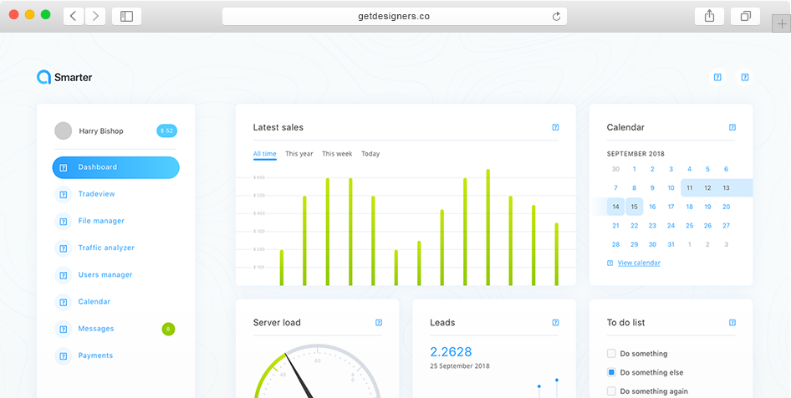 getdesigners.co
Smarter
Harry Bishop
$ 52
Dashboard
Tradeview
File manager
Traffic analyzer
Users manager
Calendar
Messages
Payments
Latest sales
All time This year This week Today
Calendar
SEPTEMBER 2018
30 1 2 3 4 5 6
7 8 9 10 11 12 13
14 15 16 17 18 19 20
21 22 23 24 25 26 27
28 29 30 31 1 2 3
View calendar
Server load
Leads
2.2628
25 September 2018
To do list
Do something
Do something else
Do something again